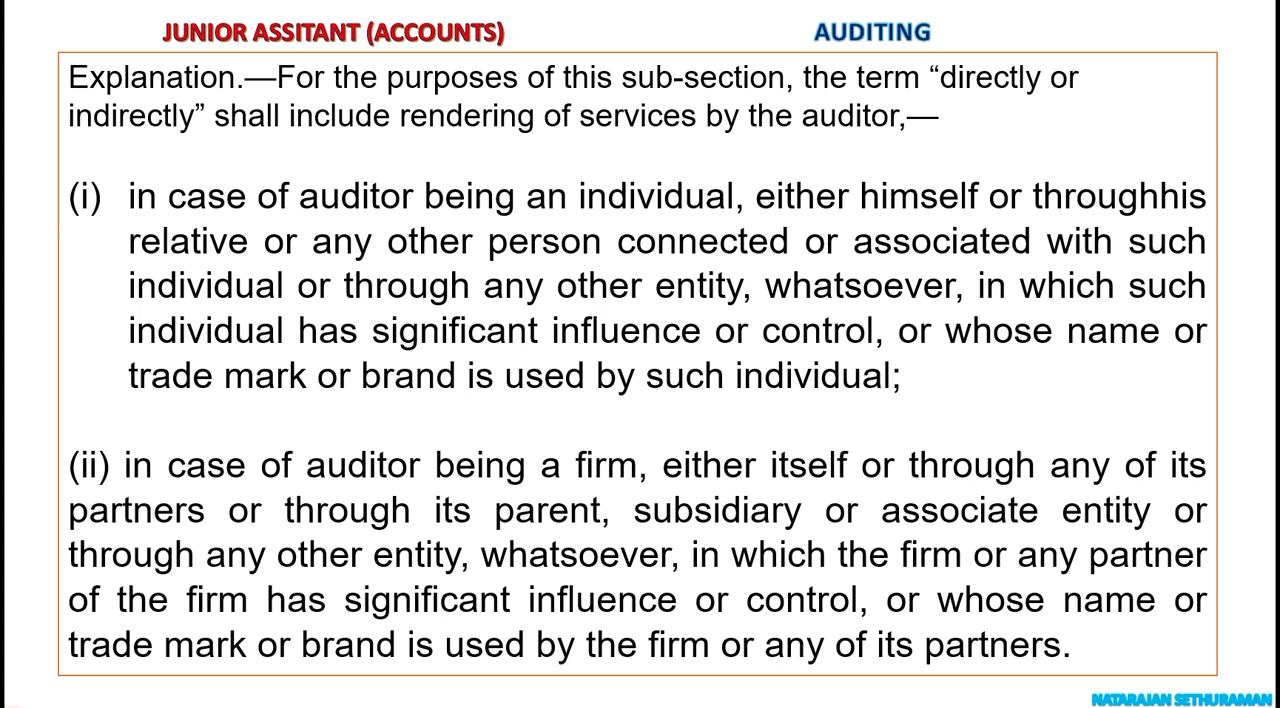 JUNIOR ASSITANT (ACCOUNTS)
AUDITING
Explanation.—For the purposes of this sub-section, the term “directly or
indirectly” shall include rendering of services by the auditor,—
(i) in case of auditor being an individual, either himself or throughhis
relative or any other person connected or associated with such
individual or through any other entity, whatsoever, in which such
individual has significant influence or control, or whose name or
trade mark or brand is used by such individual;
(ii) in case of auditor being a firm, either itself or through any of its
partners or through its parent, subsidiary or associate entity or
through any other entity, whatsoever, in which the firm or any partner
of the firm has significant influence or control, or whose name or
trade mark or brand is used by the firm or any of its partners.
NATARAJAN SETHURAMAN